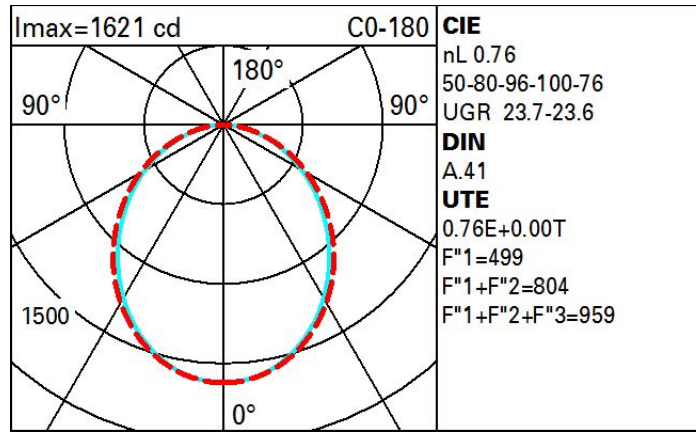 Imax=1621 cd C0-180
180°
90° 90°
1500
0°
CIE
nL 0.76
50-80-96-100-76
UGR 23.7-23.6
DIN
A.41
UTE
0.76E+0.00T
F"1=499
F"1+F"2=804
F"1+F"2+F"3=959